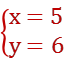 x = 5
y = 6